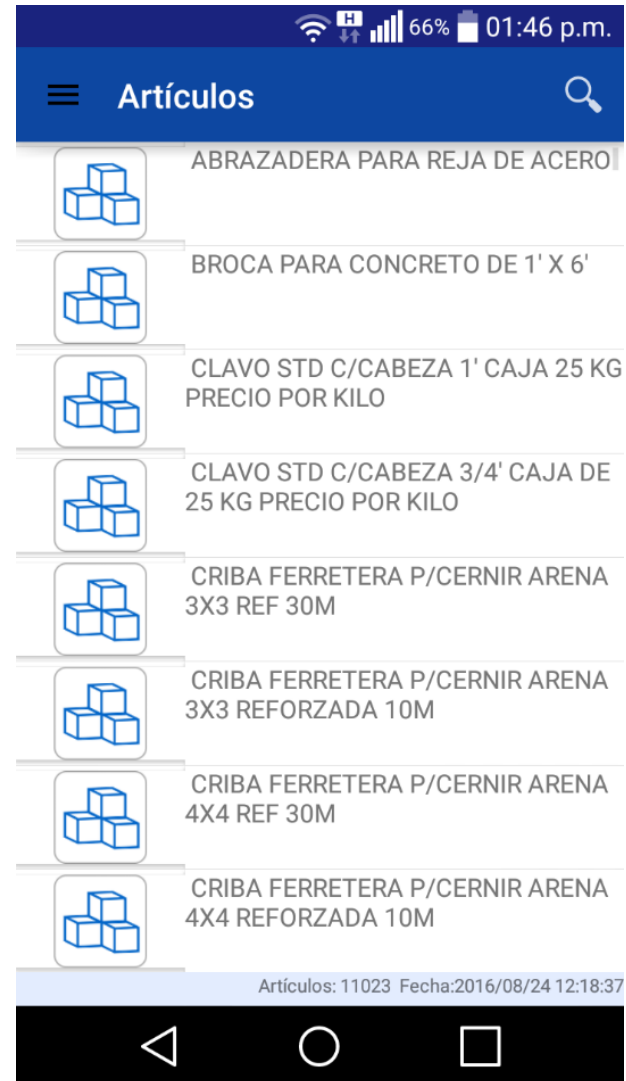 H 66% 01:46 p.m.
Artículos
ABRAZADERA PARA REJA DE ACERO
BROCA PARA CONCRETO DE 1' X 6'
CLAVO STD C/CABEZA 1' CAJA 25 KG
PRECIO POR KILO
CLAVO STD C/CABEZA 3/4' CAJA DE
25 KG PRECIO POR KILO
CRIBA FERRETERA P/CERNIR ARENA
3X3 REF 30M
CRIBA FERRETERA P/CERNIR ARENA
3X3 REFORZADA 10M
CRIBA FERRETERA P/CERNIR ARENA
4X4 REF 30M
CRIBA FERRETERA P/CERNIR ARENA
4X4 REFORZADA 10M
Artículos: 11023 Fecha:2016/08/24 12:18:37